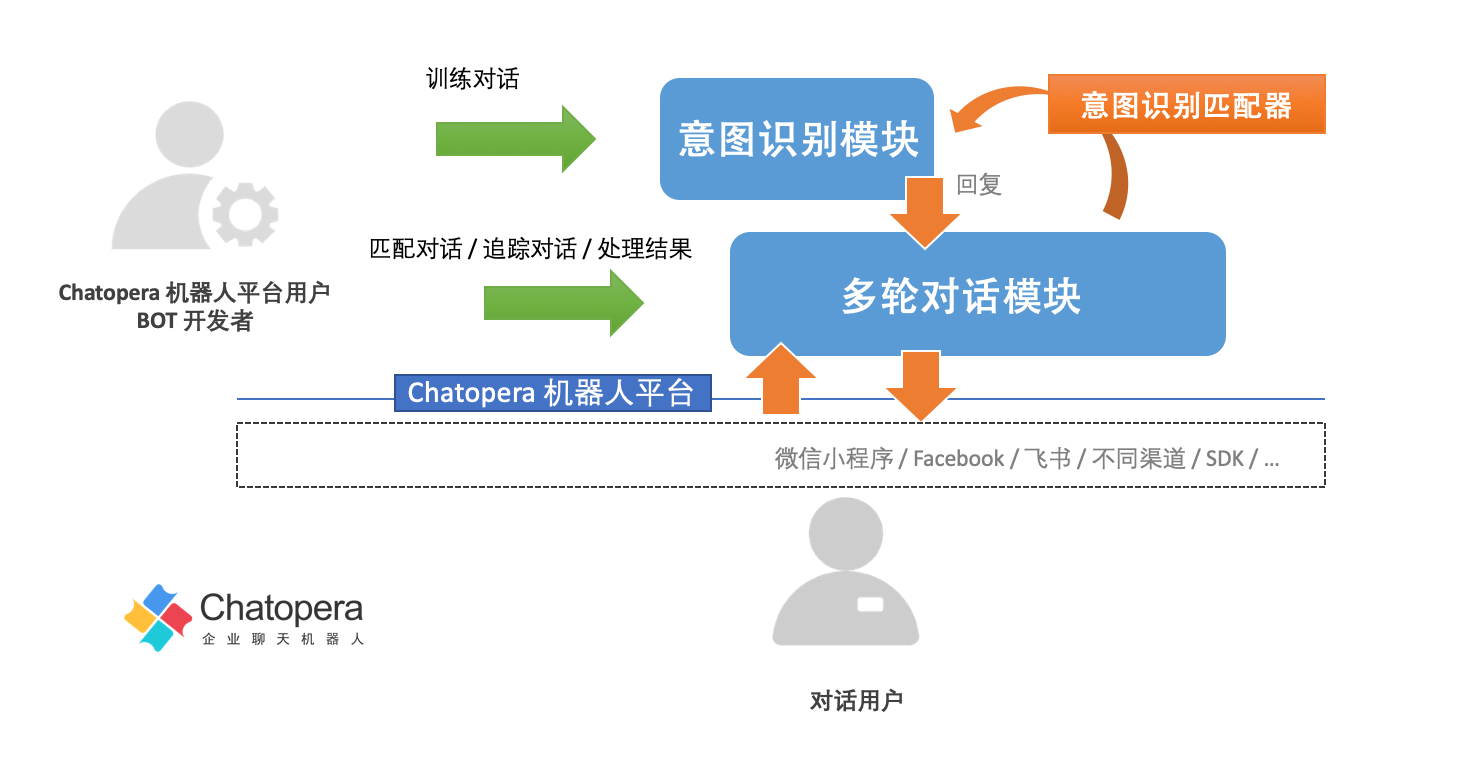 训练对话
意图识别模块
意图识别匹配器
回复
匹配对话 / 追踪对话 / 处理结果
多轮对话模块
Chatopera 机器人平台用户
BOT 开发者
Chatopera 机器人平台
微信小程序 / Facebook / 飞书 / 不同渠道 / SDK / ...
Chatopera
企业聊天机器人
对话用户